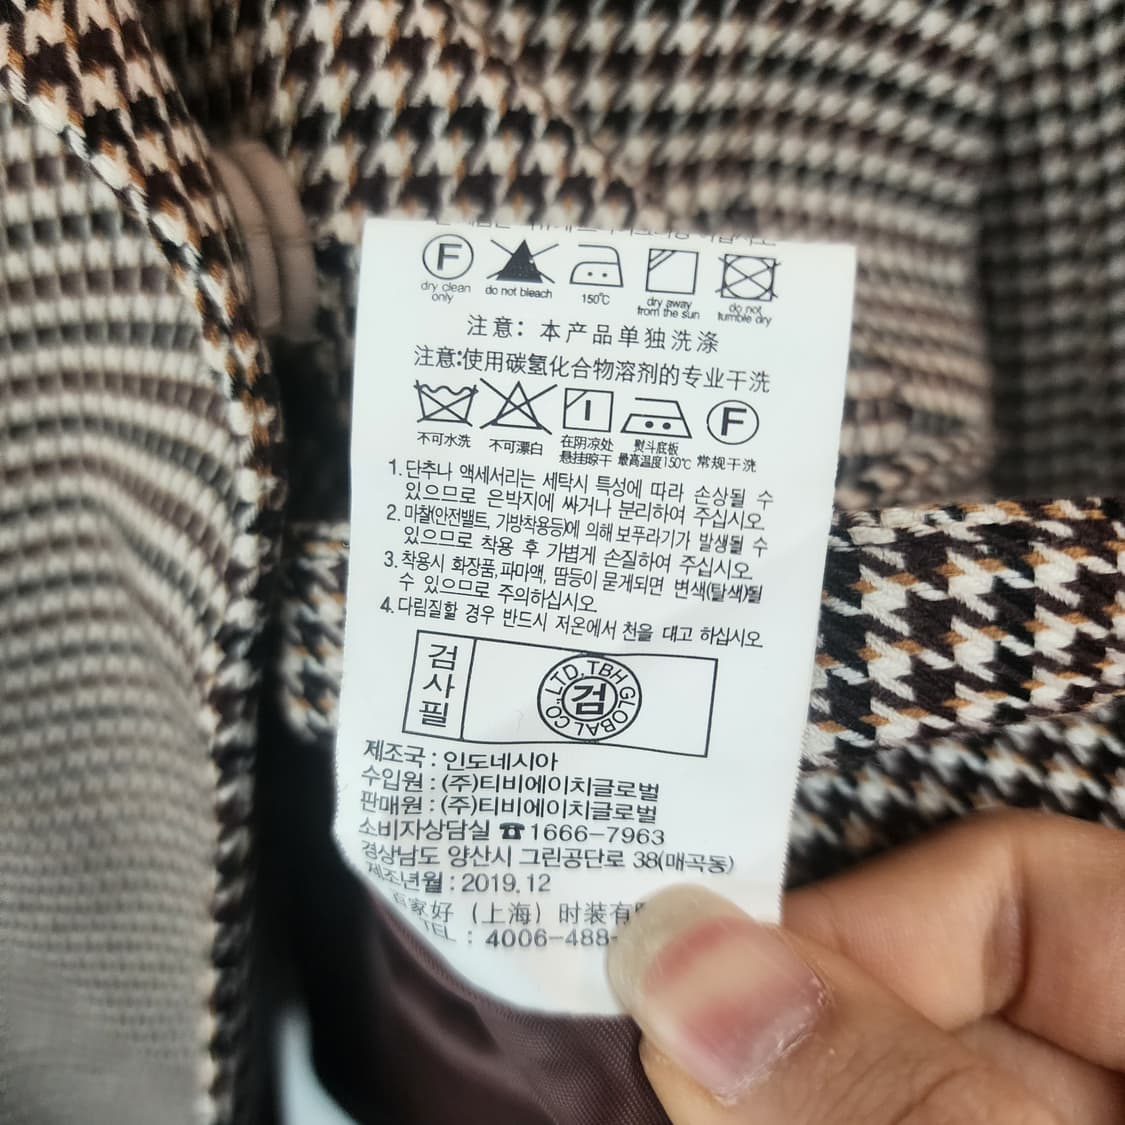 F
dry clean only
do not bleach
150℃
dry away from the sun
do not tumble dry
注意：本产品单独洗涤
注意:使用碳氢化合物溶剂的专业干洗
F
不可水洗
不可漂白
在阴凉处
悬挂晾干
熨斗底板
最高温度150℃
常规干洗
1. 단추나 액세서리는 세탁시 특성에 따라 손상될 수
있으므로 은박지에 싸거나 분리하여 주십시오
2. 마찰(안전밸트, 가방착용등)에 의해 보푸라기가 발생될 수
있으므로 착용 후 가볍게 손질하여 주십시오
3. 착용시 화장품,파마액, 땀등이 묻게되면 변색(탈색)될
수 있으므로 주의하십시오.
4. 다림질할 경우 반드시 저온에서 천을 대고 하십시오
검사필
TBH GLOBAL CO., LTD.
검
제조국 : 인도네시아
수입원 : (주)티비에이치글로벌
판매원 : (주)티비에이치글로벌
소비자상담실 ☎1666-7963
경상남도 양산시 그린공단로 38(매곡동)
제조년월 : 2019.12
家好（上海）时装有
TEL : 4006-488-